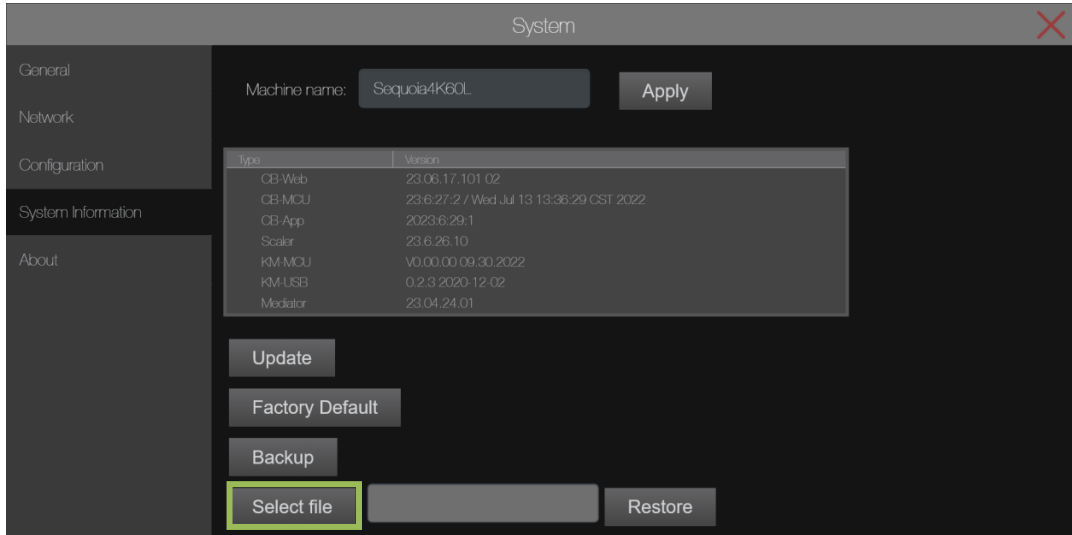 System
General
Network
Configuration
System Information
About
Machine name: Sequoia4K60L Apply
Type Version
CB-Web 23.06.17.101 02
CB-MCU 23:6:27:2 / Wed Jul 13 13:36:29 CST 2022
CB-App 2023:6:29:1
Scaler 23.6.26.10
KM-MCU V0.00.00 09.30.2022
KM-USB 0.2.3 2020-12-02
Mediator 23.04.24.01
Update
Factory Default
Backup
Select file Restore